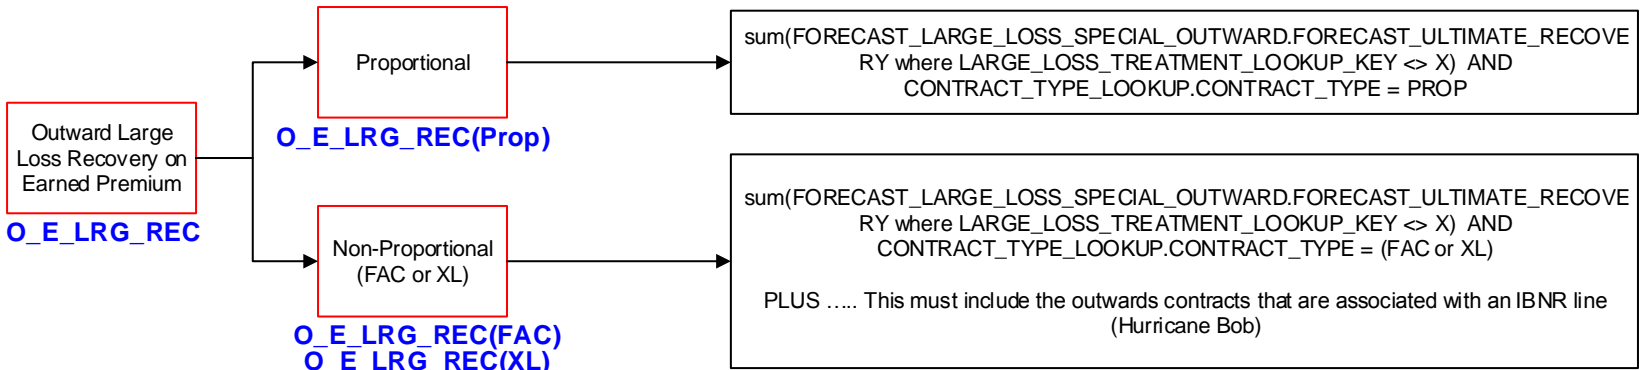 Outward Large
Loss Recovery on
Earned Premium
O_E_LRG_REC
Proportional
O_E_LRG_REC(Prop)
sum(FORECAST_LARGE_LOSS_SPECIAL_OUTWARD.FORECAST_ULTIMATE_RECOVE
RY where LARGE_LOSS_TREATMENT_LOOKUP_KEY <> X) AND
CONTRACT_TYPE_LOOKUP.CONTRACT_TYPE = PROP
Non-Proportional
(FAC or XL)
O_E_LRG_REC(FAC)
O_E_LRG_REC(XL)
sum(FORECAST_LARGE_LOSS_SPECIAL_OUTWARD.FORECAST_ULTIMATE_RECOVE
RY where LARGE_LOSS_TREATMENT_LOOKUP_KEY <> X) AND
CONTRACT_TYPE_LOOKUP.CONTRACT_TYPE = (FAC or XL)
PLUS ….. This must include the outwards contracts that are associated with an IBNR line
(Hurricane Bob)